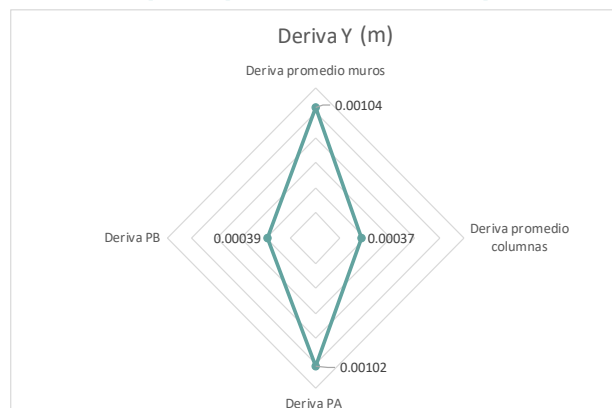 Deriva Y (m)
Deriva promedio muros
0.00104
Deriva PB
0.00039
0.00037
Deriva promedio
columnas
0.00102
Deriva PA